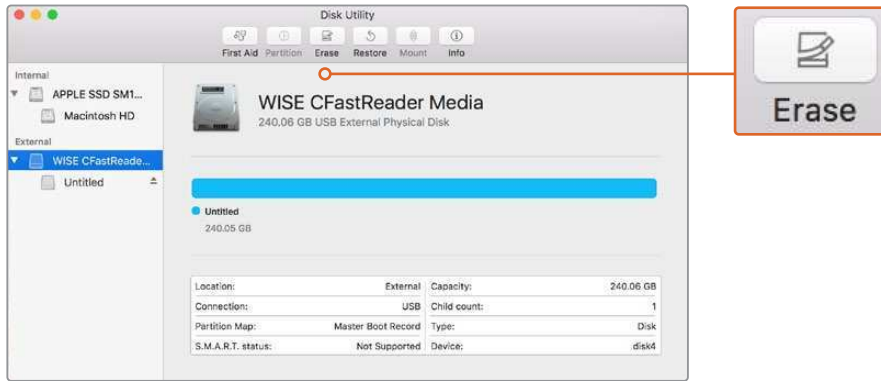 Disk Utility
First Aid Partition Erase Restore Mount Info
Erase
Internal
APPLE SSD SM1...
Macintosh HD
External
WISE CFastReade...
Untitled
WISE CFastReader Media
240.06 GB USB External Physical Disk
Untitled
240.05 GB
Location: External Capacity: 240.06 GB
Connection: USB Child count: 1
Partition Map: Master Boot Record Type: Disk
S.M.A.R.T. status: Not Supported Device: disk4